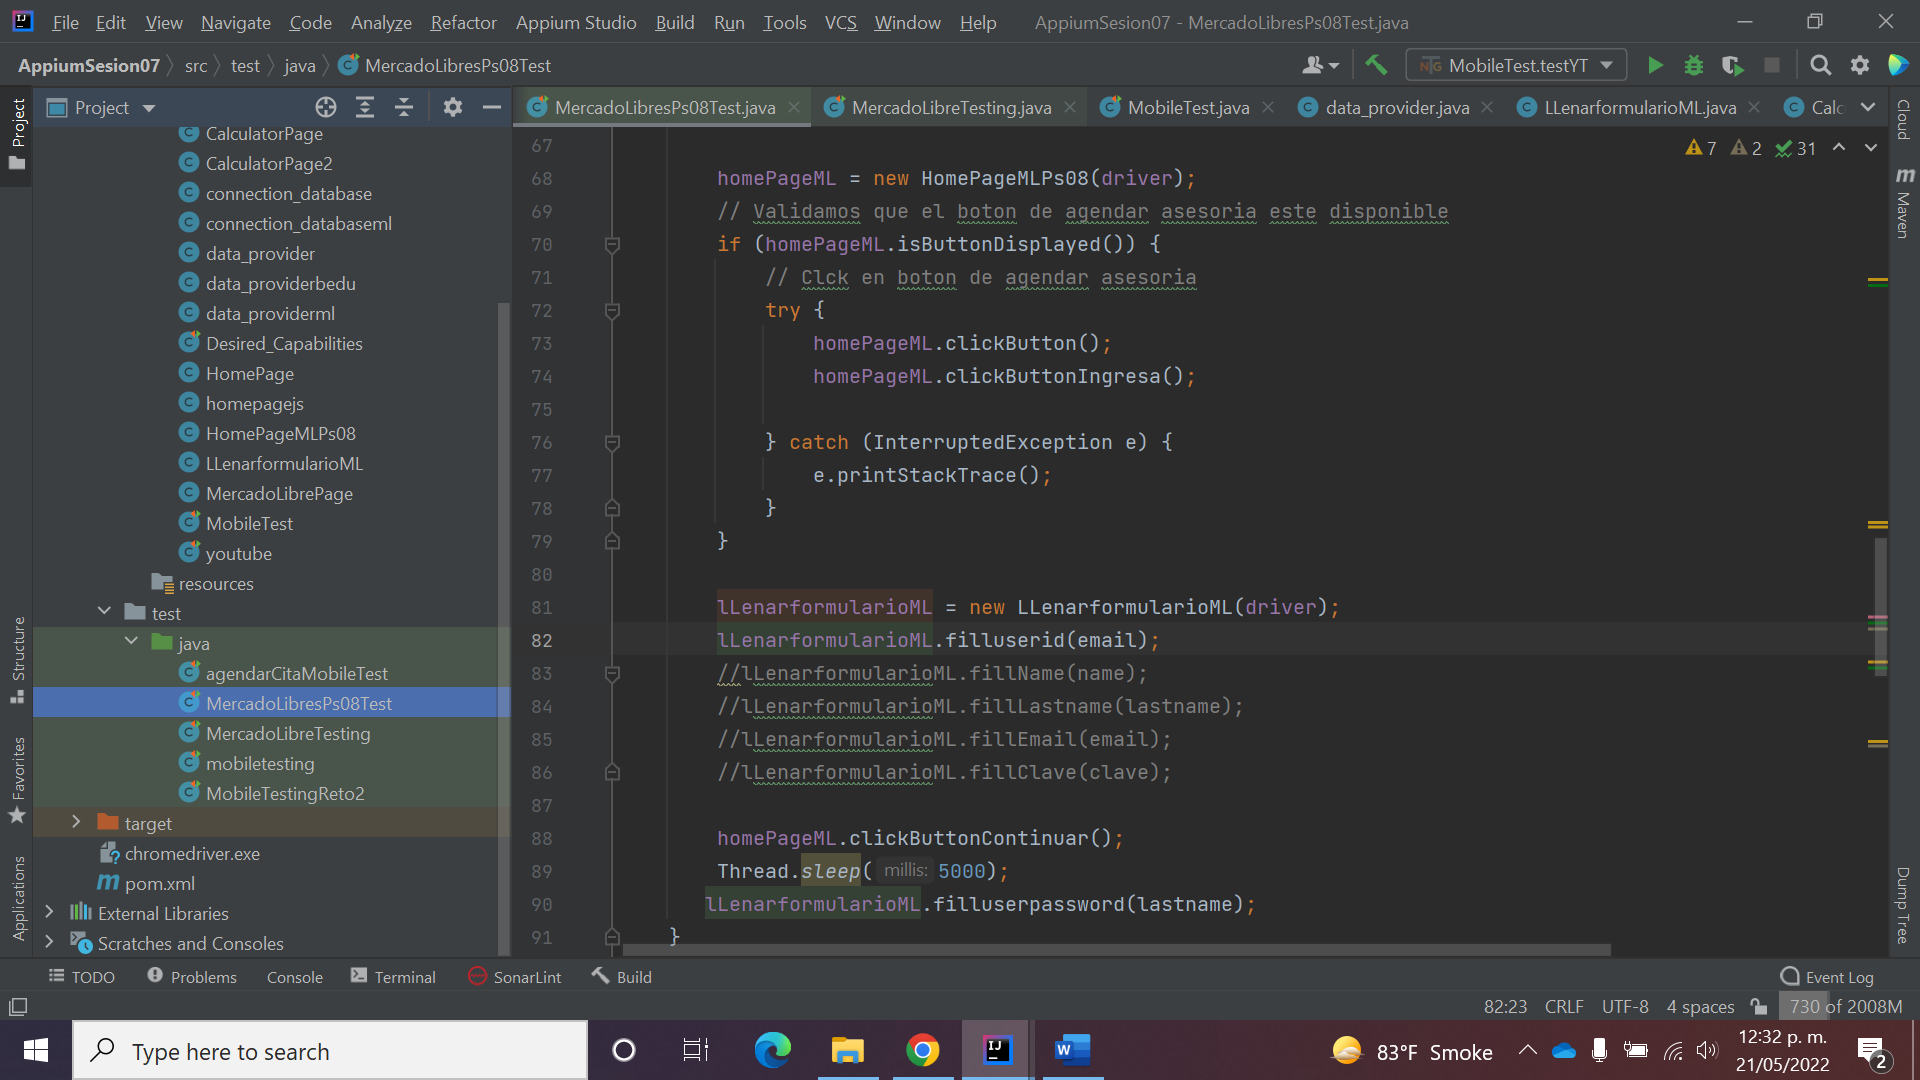 File Edit View Navigate Code Analyze Refactor Appium Studio Build Run Tools VCS Window Help AppiumSesion07 - MercadoLibresPs08Test.java
AppiumSesion07 src test java MercadoLibresPs08Test MobileTest.testYT
Project
MercadoLibresPs08Test.java MercadoLibreTesting.java MobileTest.java data_provider.java LLenarformularioML.java Calc
Project
Structure
Favorites
Applications
CalculatorPage
CalculatorPage2
connection_database
connection_databaseml
data_provider
data_providerbedu
data_providerml
Desired_Capabilities
HomePage
homepagejs
HomePageMLPs08
LLenarformularioML
MercadoLibrePage
MobileTest
youtube
resources
test
java
agendarCitaMobileTest
MercadoLibresPs08Test
MercadoLibreTesting
mobiletesting
MobileTestingReto2
target
chromedriver.exe
pom.xml
External Libraries
Scratches and Consoles
7 2 31
67
68 homePageML = new HomePageMLPs08(driver);
69 // Validamos que el boton de agendar asesoria este disponible
70 if (homePageML.isButtonDisplayed()) {
71 // Clck en boton de agendar asesoria
72 try {
73 homePageML.clickButton();
74 homePageML.clickButtonIngresa();
75
76 } catch (InterruptedException e) {
77 e.printStackTrace();
78 }
79 }
80
81 lLenarformularioML = new LLenarformularioML(driver);
82 lLenarformularioML.filluserid(email);
83 //lLenarformularioML.fillName(name);
84 //lLenarformularioML.fillLastname(lastname);
85 //lLenarformularioML.fillEmail(email);
86 //lLenarformularioML.fillClave(clave);
87
88 homePageML.clickButtonContinuar();
89 Thread.sleep( millis: 5000);
90 lLenarformularioML.filluserpassword(lastname);
91 }
Cloud
Maven
Dump Tree
TODO Problems Console Terminal SonarLint Build Event Log
82:23 CRLF UTF-8 4 spaces 730 of 2008M
Type here to search
83°F Smoke
12:32 p. m.
21/05/2022
2